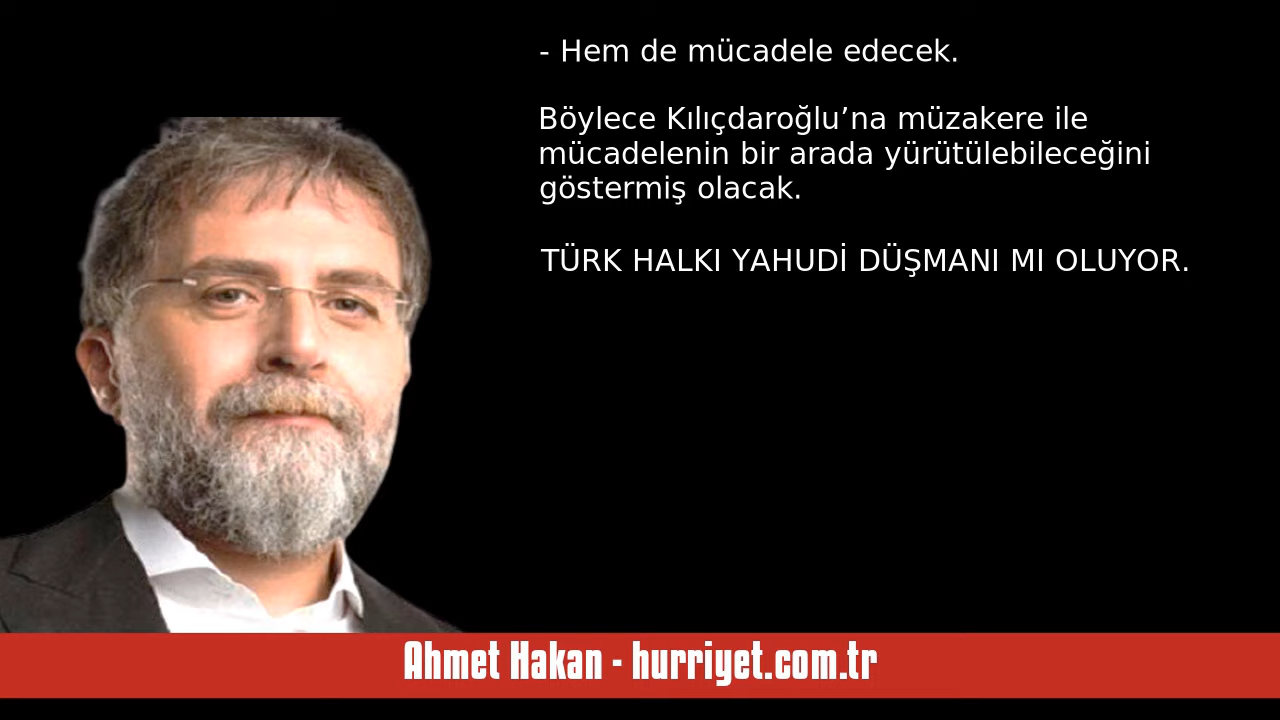 - Hem de mücadele edecek.
Böylece Kılıçdaroğlu’na müzakere ile
mücadelenin bir arada yürütülebileceğini
göstermiş olacak.
TÜRK HALKI YAHUDİ DÜŞMANI MI OLUYOR.
Ahmet Hakan - hurriyet.com.tr